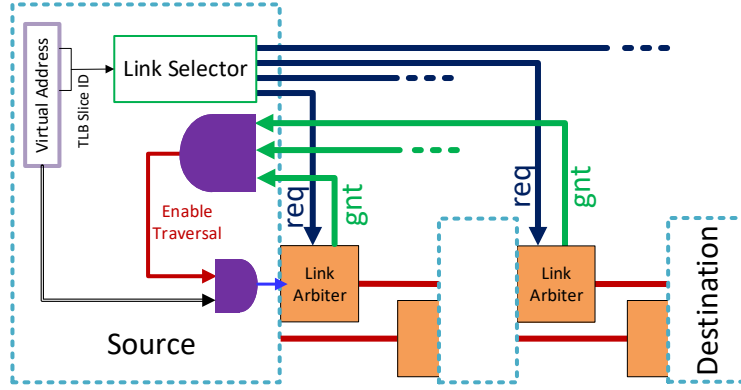 Virtual Address
TLB Slice ID
Link Selector
req
gnt
req
gnt
Enable
Traversal
Link
Arbiter
Link
Arbiter
Source
Destination